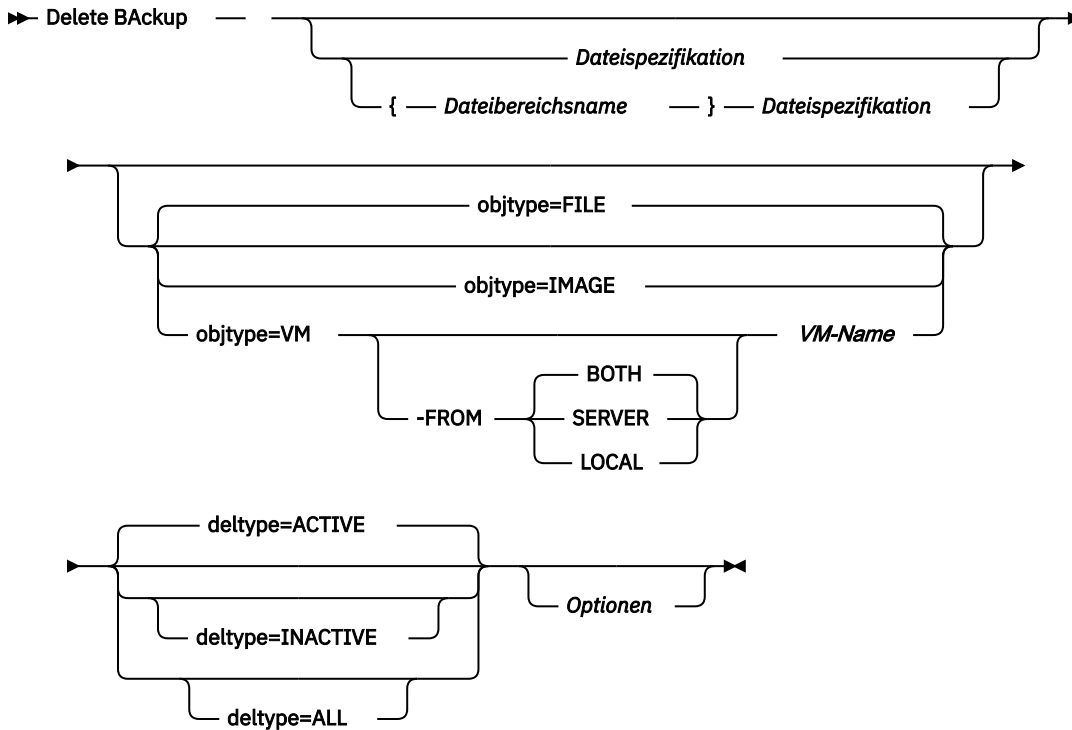 Delete BAckup
Dateispezifikation
{ Dateibereichsname } Dateispezifikation
objtype=FILE
objtype=IMAGE
objtype=VM VM-Name
BOTH
-FROM SERVER
LOCAL
deltype=ACTIVE
Optionen
deltype=INACTIVE
deltype=ALL